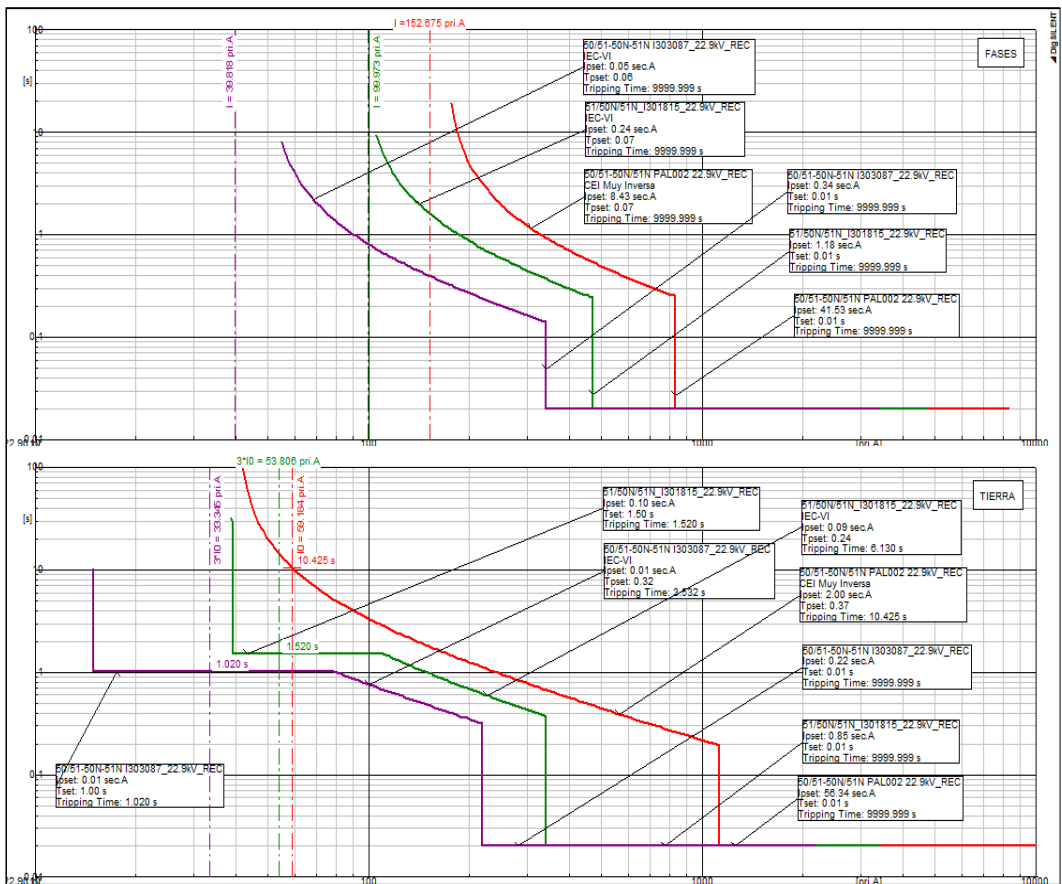 I =152.675 pri.A
100
[s]
10
1
0.1
0.01
I = 39.818 pri.A
I = 99.973 pri.A
FASES
DIgSILENT
50/51-50N-51N I303087_22.9kV_REC
IEC-VI
Ipset: 0.05 sec.A
Tpset: 0.06
Tripping Time: 9999.999 s
51/50N/51N_I301815_22.9kV_REC
IEC-VI
Ipset: 0.24 sec.A
Tpset: 0.07
Tripping Time: 9999.999 s
50/51-50N/51N PAL002 22.9kV_REC
CEI Muy Inversa
Ipset: 8.43 sec.A
Tpset: 0.07
Tripping Time: 9999.999 s
50/51-50N-51N I303087_22.9kV_REC
Ipset: 0.34 sec.A
Tset: 0.01 s
Tripping Time: 9999.999 s
51/50N/51N_I301815_22.9kV_REC
Ipset: 1.18 sec.A
Tset: 0.01 s
Tripping Time: 9999.999 s
50/51-50N/51N PAL002 22.9kV_REC
Ipset: 41.53 sec.A
Tset: 0.01 s
Tripping Time: 9999.999 s
100 1000 [pri.A] 10000
3*I0 = 53.806 pri.A
100
[s]
10
1
0.1
0.01
3*I0 = 33.345 pri.A
I0 = 59.184 pri.A
10.425 s
1.520 s
1.020 s
TIERRA
51/50N/51N_I301815_22.9kV_REC
Ipset: 0.10 sec.A
Tset: 1.50 s
Tripping Time: 1.520 s
50/51-50N-51N I303087_22.9kV_REC
IEC-VI
Ipset: 0.01 sec.A
Tpset: 0.32
Tripping Time: 3.532 s
51/50N/51N_I301815_22.9kV_REC
IEC-VI
Ipset: 0.09 sec.A
Tpset: 0.24
Tripping Time: 6.130 s
50/51-50N/51N PAL002 22.9kV_REC
CEI Muy Inversa
Ipset: 2.00 sec.A
Tpset: 0.37
Tripping Time: 10.425 s
50/51-50N-51N I303087_22.9kV_REC
Ipset: 0.22 sec.A
Tset: 0.01 s
Tripping Time: 9999.999 s
51/50N/51N_I301815_22.9kV_REC
Ipset: 0.85 sec.A
Tset: 0.01 s
Tripping Time: 9999.999 s
50/51-50N/51N PAL002 22.9kV_REC
Ipset: 56.34 sec.A
Tset: 0.01 s
Tripping Time: 9999.999 s
50/51-50N-51N I303087_22.9kV_REC
Ipset: 0.01 sec.A
Tset: 1.00 s
Tripping Time: 1.020 s
100 1000 [pri.A] 10000